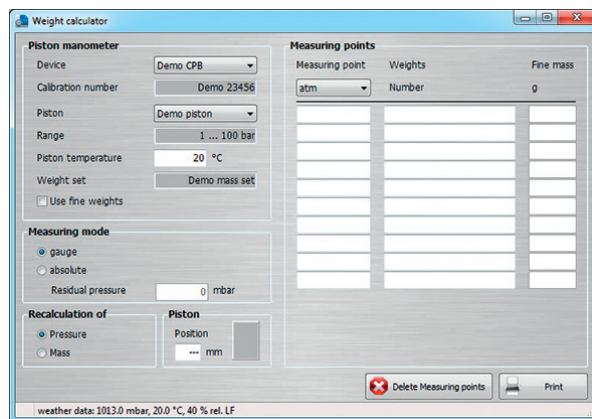 Weight calculator
Piston manometer
Device Demo CPB
Calibration number Demo 23456
Piston Demo piston
Range 1 ... 100 bar
Piston temperature 20 °C
Weight set Demo mass set
Use fine weights
Measuring mode
gauge
absolute
Residual pressure 0 mbar
Recalculation of
Pressure
Mass
Piston
Position
--- mm
Measuring points
Measuring point Weights Fine mass
atm Number g
Delete Measuring points Print
weather data: 1013.0 mbar, 20.0 °C, 40 % rel. LF